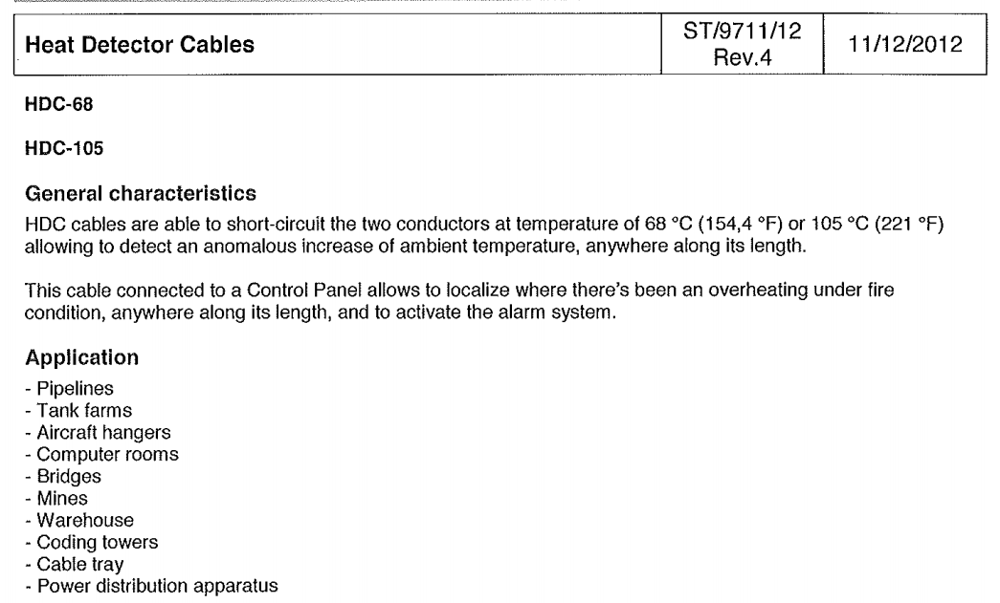 Heat Detector Cables
ST/9711/12
Rev.4
11/12/2012
HDC-68
HDC-105
General characteristics
HDC cables are able to short-circuit the two conductors at temperature of 68 °C (154,4 °F) or 105 °C (221 °F)
allowing to detect an anomalous increase of ambient temperature, anywhere along its length.
This cable connected to a Control Panel allows to localize where there's been an overheating under fire
condition, anywhere along its length, and to activate the alarm system.
Application
- Pipelines
- Tank farms
- Aircraft hangers
- Computer rooms
- Bridges
- Mines
- Warehouse
- Coding towers
- Cable tray
- Power distribution apparatus